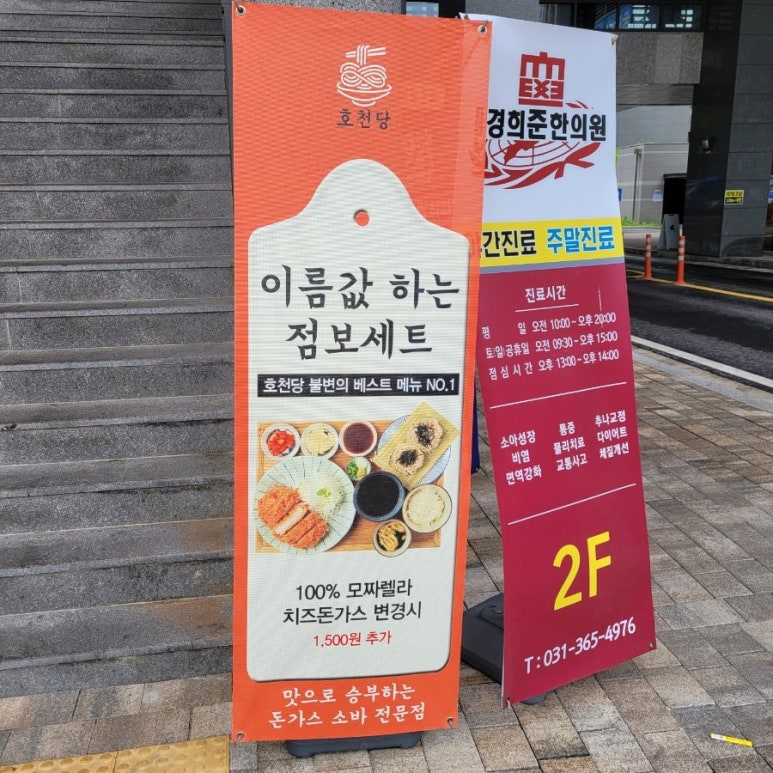 호천당
이름값 하는
점보세트
호천당 불변의 베스트 메뉴 NO.1
100% 모짜렐라
치즈돈가스 변경시
1,500원 추가
맛으로 승부하는
돈가스 소바 전문점
경희준한의원
간진료 주말진료
진료시간
평 일 오전 10:00 ~ 오후 20:00
토|일|공휴일 오전 09:30 ~ 오후 15:00
점 심 시 간 오후 13:00 ~ 오후 14:00
소아성장 통증 추나교정
비염 물리치료 다이어트
면역강화 교통사고 체질개선
2F
T : 031-365-4976